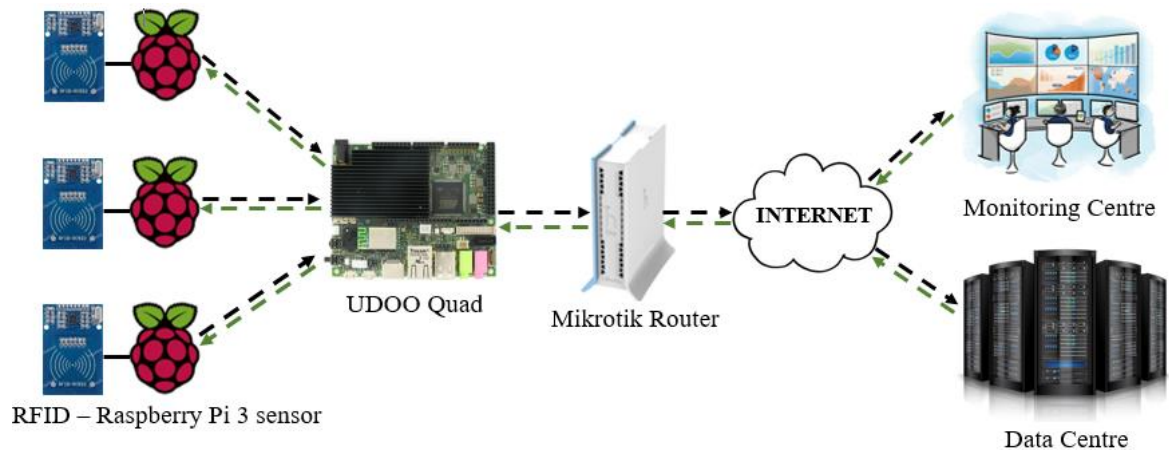 INTERNET
Monitoring Centre
UDOO Quad
Mikrotik Router
RFID – Raspberry Pi 3 sensor
Data Centre